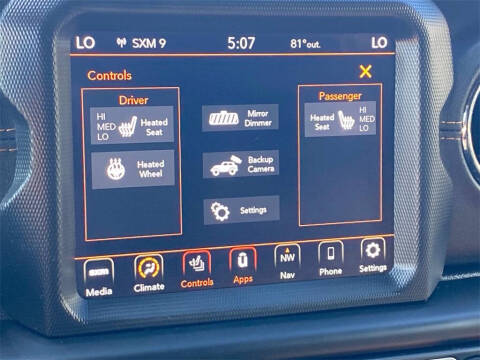 LO SXM 9 5:07 81°out. LO
Controls X
Driver
HI
MED
LO
Heated
Seat
Heated
Wheel
Mirror
Dimmer
Backup
Camera
Settings
Passenger
Heated
Seat
HI
MED
LO
sxm NW
Media Climate Controls Apps Nav Phone Settings